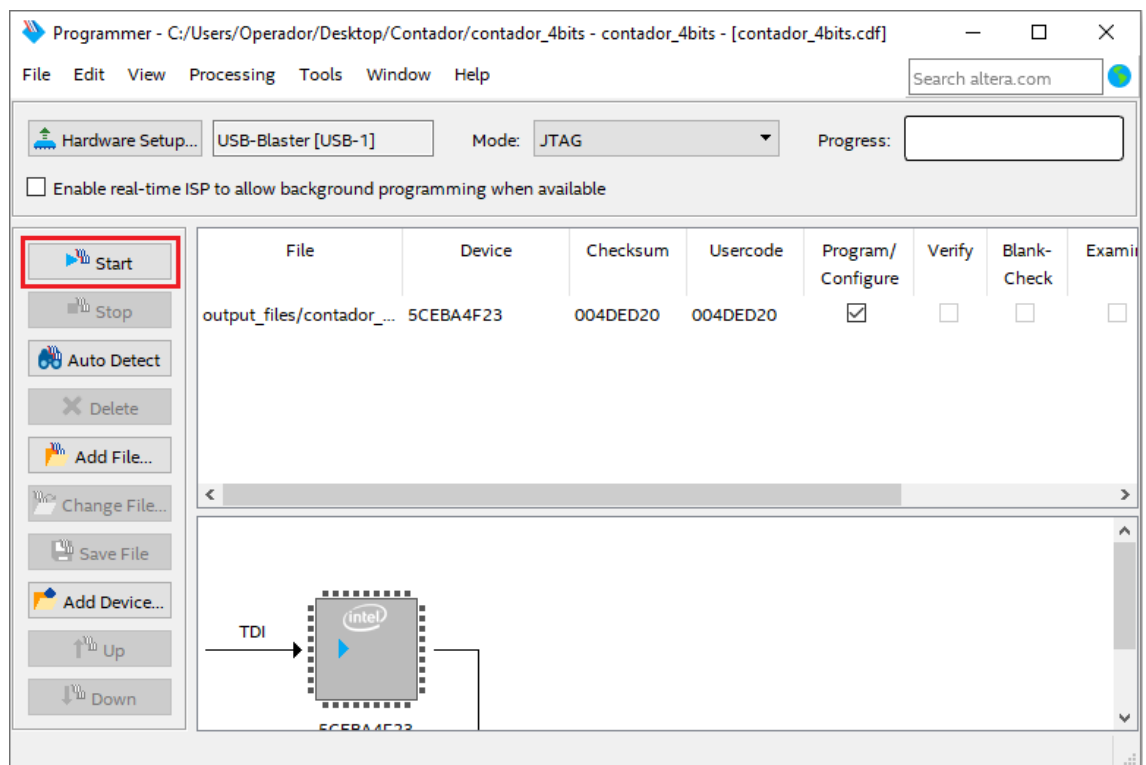 Programmer - C:/Users/Operador/Desktop/Contador/contador_4bits - contador_4bits - [contador_4bits.cdf]
File Edit View Processing Tools Window Help
Search altera.com
Hardware Setup... USB-Blaster [USB-1] Mode: JTAG Progress:
Enable real-time ISP to allow background programming when available
Start
Stop
Auto Detect
Delete
Add File...
Change File...
Save File
Add Device...
Up
Down
File Device Checksum Usercode Program/ Verify Blank- Examin
Configure Check
output_files/contador_... 5CEBA4F23 004DED20 004DED20
TDI
intel
5CEBA4F23